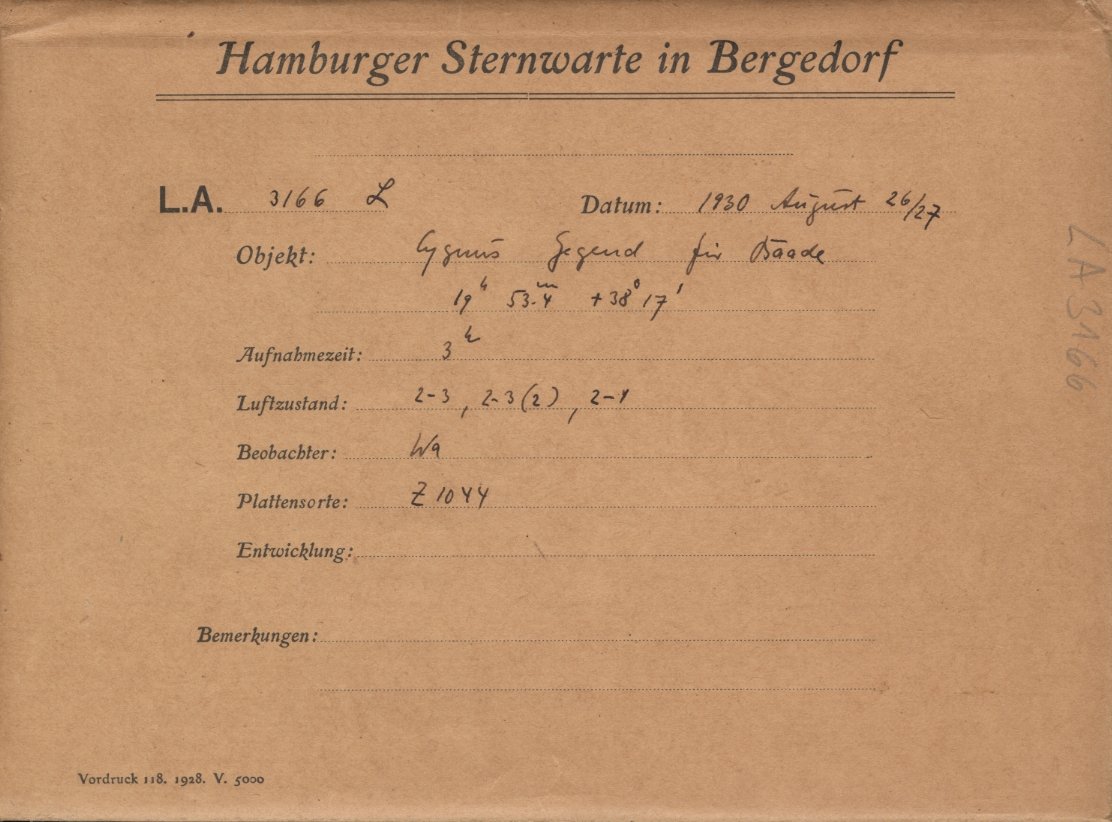 Hamburger Sternwarte in Bergedorf
L.A. 3166 L Datum: 1930 August 26/27
Objekt: Cygnus Gegend für Baade
19h 53.4m +38° 17'
Aufnahmezeit: 3h
Luftzustand: 2-3, 2-3(2), 2-4
Beobachter: Wa
Plattensorte: Z 1044
Entwicklung:
Bemerkungen:
Vordruck 118. 1928. V. 5000
LA 3166